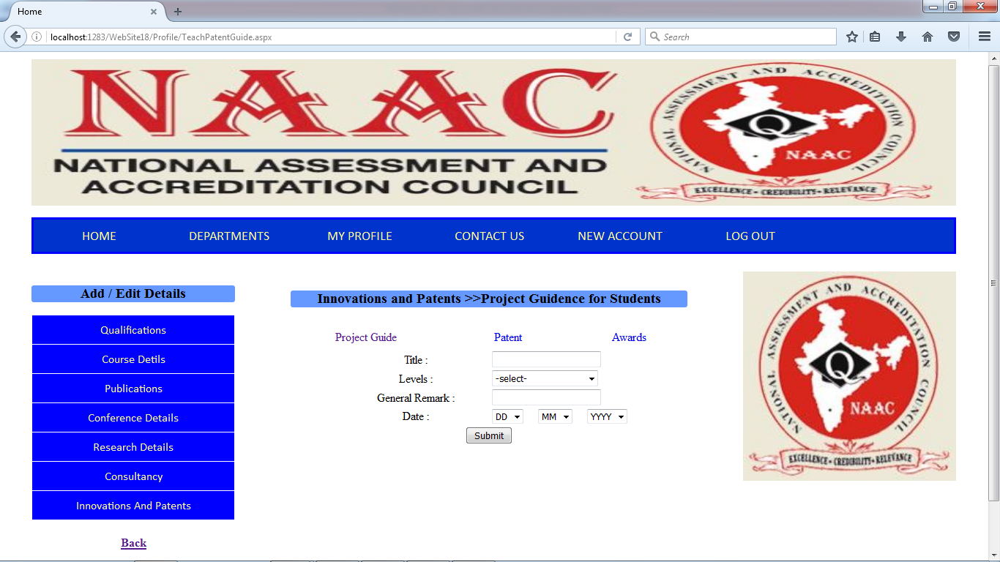 Home
localhost:1283/WebSite18/Profile/TeachPatentGuide.aspx
Search
NAAC
NATIONAL ASSESSMENT AND
ACCREDITATION COUNCIL
NATIONAL ASSESSMENT AND ACCREDITATION COUNCIL
Q
NAAC
EXCELLENCE • CREDIBILITY • RELEVANCE
HOME DEPARTMENTS MY PROFILE CONTACT US NEW ACCOUNT LOG OUT
Add / Edit Details
Qualifications
Course Detils
Publications
Conference Details
Research Details
Consultancy
Innovations And Patents
Back
Innovations and Patents >>Project Guidence for Students
Project Guide Patent Awards
Title :
Levels : -select-
General Remark :
Date : DD MM YYYY
Submit
NATIONAL ASSESSMENT AND ACCREDITATION COUNCIL
Q
NAAC
EXCELLENCE • CREDIBILITY • RELEVANCE